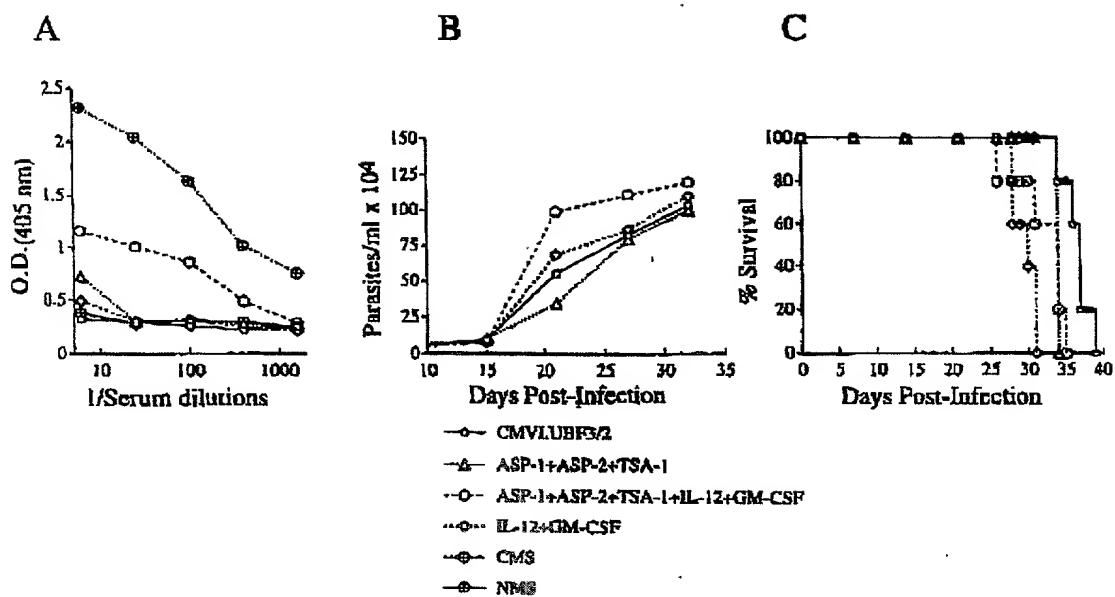 A
B
C
O.D.(405 nm)
2.5
2
1.5
1
0.5
0
10
100
1000
1/Serum dilutions
Parasites/ml x 10⁴
150
125
100
75
50
25
0
10
15
20
25
30
35
Days Post-Infection
% Survival
100
80
60
40
20
0
0
5
10
15
20
25
30
35
40
Days Post-Infection
ASP-1+ASP-2+TSA-1
ASP-1+ASP-2+TSA-1+IL-12+GM-CSF
IL-12+GM-CSF
CMS
NMS